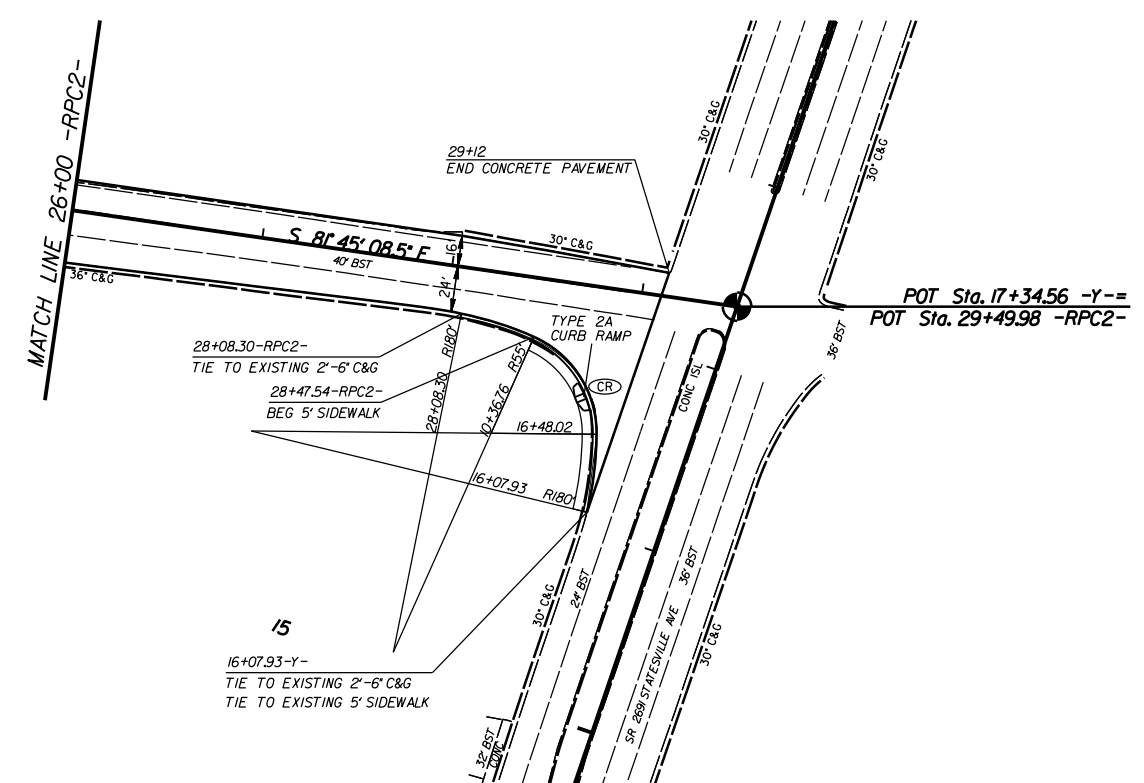 MATCH LINE 26+00 -RPC2-
29+12
END CONCRETE PAVEMENT
30" C&G
30" C&G
30" C&G
S 81° 45' 08.5" E
40' BST
16'
24'
36" C&G
TYPE 2A
CURB RAMP
CR
POT Sta. 17+34.56 -Y-=
POT Sta. 29+49.98 -RPC2-
36' BST
28+08.30-RPC2-
TIE TO EXISTING 2'-6" C&G
28+47.54-RPC2-
BEG 5' SIDEWALK
R180'
28+08.30
R55'
10+36.76
16+48.02
16+07.93
R180'
CONC ISL
15
16+07.93-Y-
TIE TO EXISTING 2'-6" C&G
TIE TO EXISTING 5' SIDEWALK
30" C&G
24' BST
36' BST
SR 2691 STATESVILLE AVE
30" C&G
32' BST
CONC